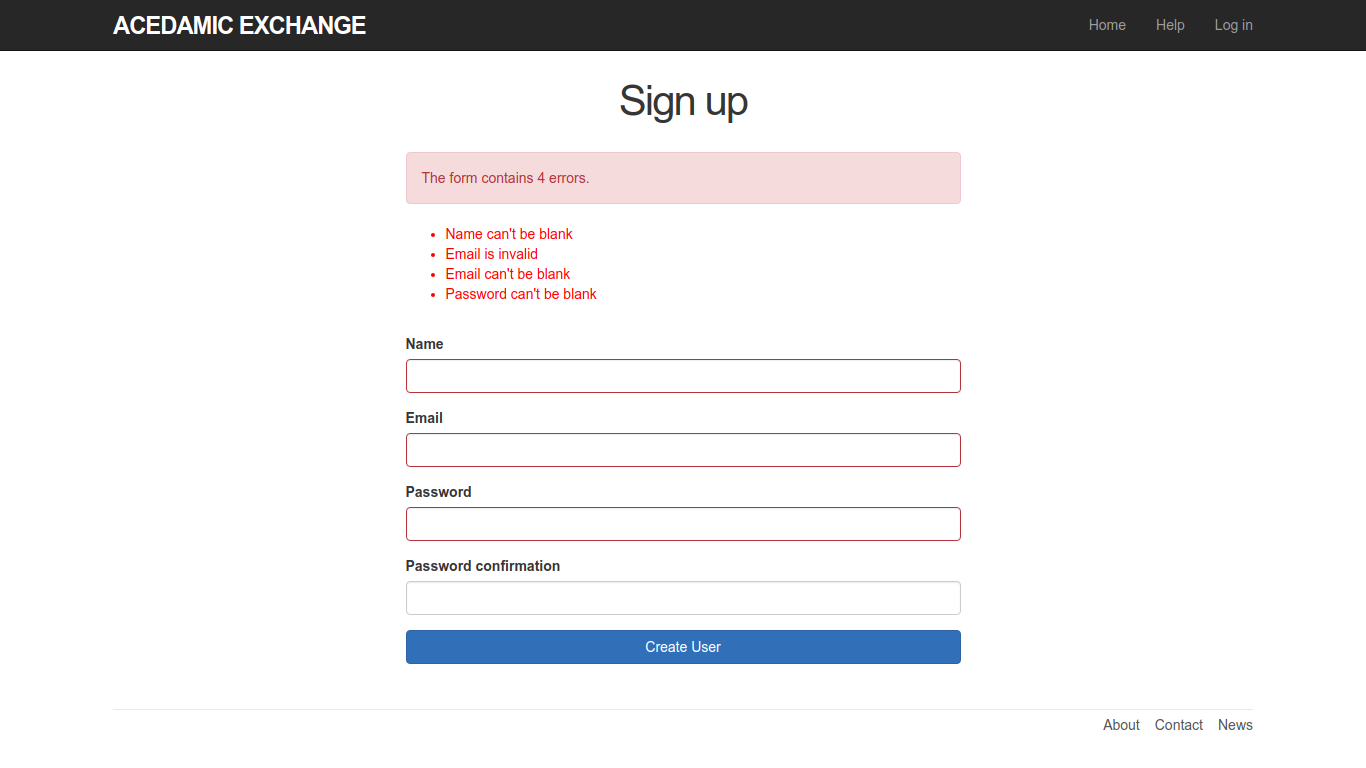 ACEDAMIC EXCHANGE Home Help Log in
Sign up
The form contains 4 errors.
Name can't be blank
Email is invalid
Email can't be blank
Password can't be blank
Name
Email
Password
Password confirmation
Create User
About Contact News